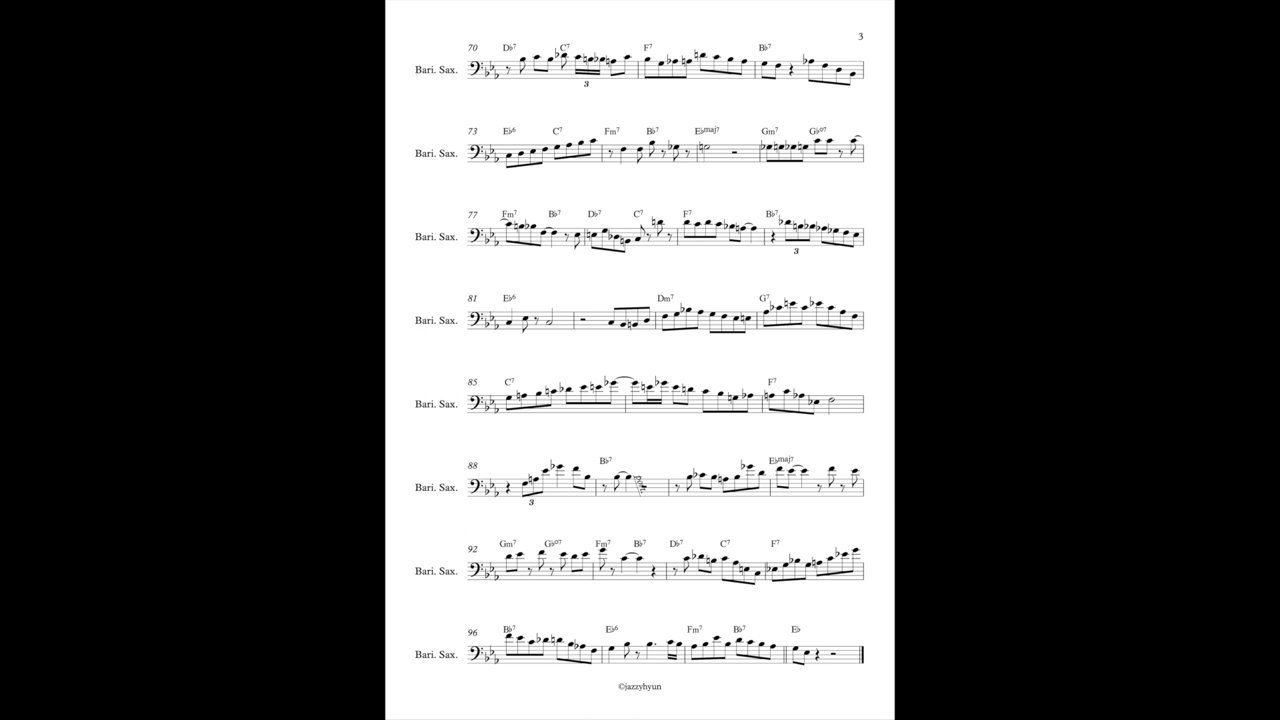 3
70 D♭7 C7 F7 B♭7
Bari. Sax.
3
73 E♭6 C7 Fm7 B♭7 E♭maj7 Gm7 G♭o7
Bari. Sax.
77 Fm7 B♭7 D♭7 C7 F7 B♭7
Bari. Sax.
3
81 E♭6 Dm7 G7
Bari. Sax.
85 C7 F7
Bari. Sax.
88 B♭7 E♭maj7
Bari. Sax.
3
92 Gm7 G♭o7 Fm7 B♭7 D♭7 C7 F7
Bari. Sax.
96 B♭7 E♭6 Fm7 B♭7 E♭
Bari. Sax.
©jazzyhyun